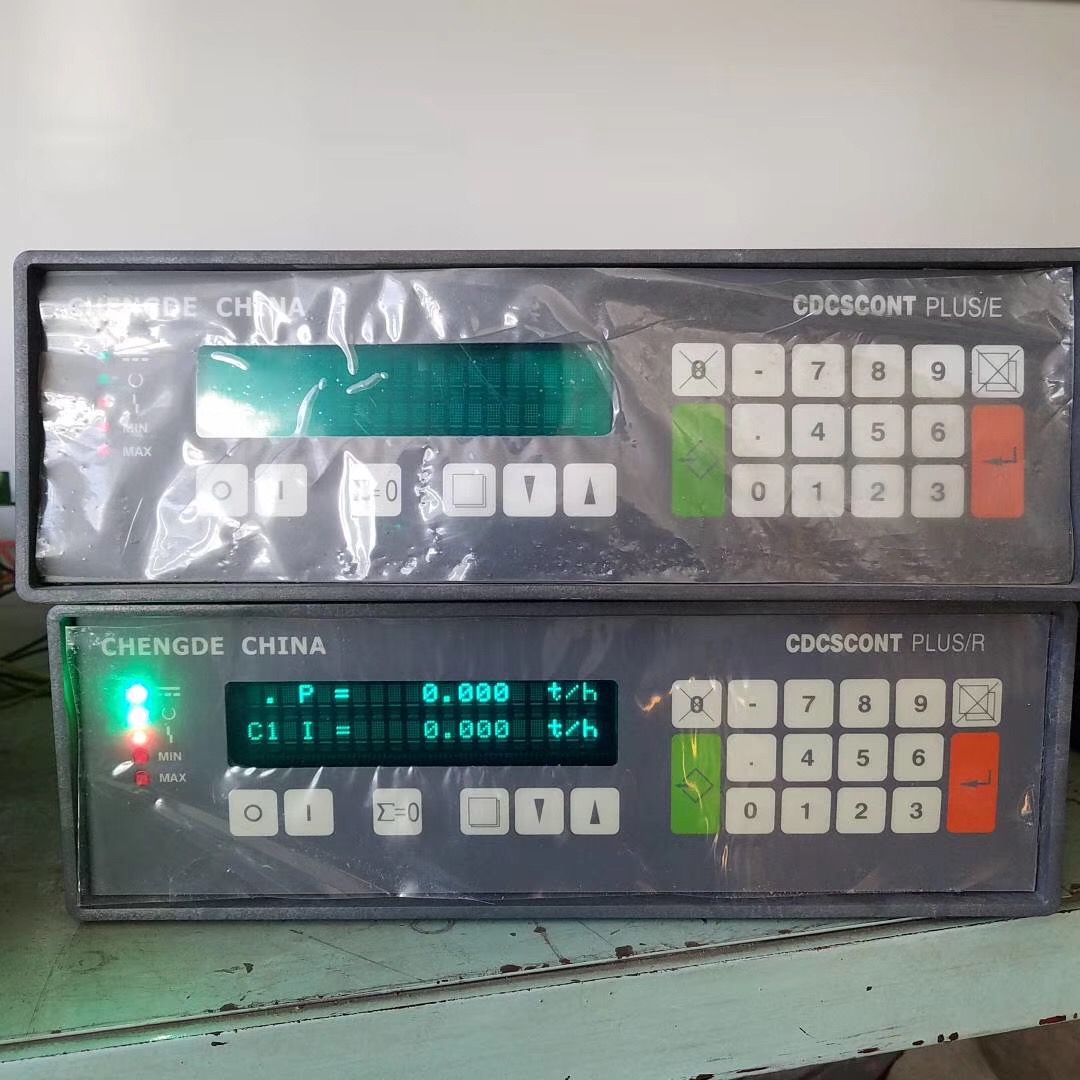 CHENGDE CHINA
CDCSCONT PLUS/E
0 - 7 8 9
MIN
. 4 5 6
MAX
O I Σ=0
0 1 2 3
CHENGDE CHINA
CDCSCONT PLUS/R
. P = 0.000 t/h
C1 I = 0.000 t/h
0 - 7 8 9
MIN
. 4 5 6
MAX
O I Σ=0
0 1 2 3